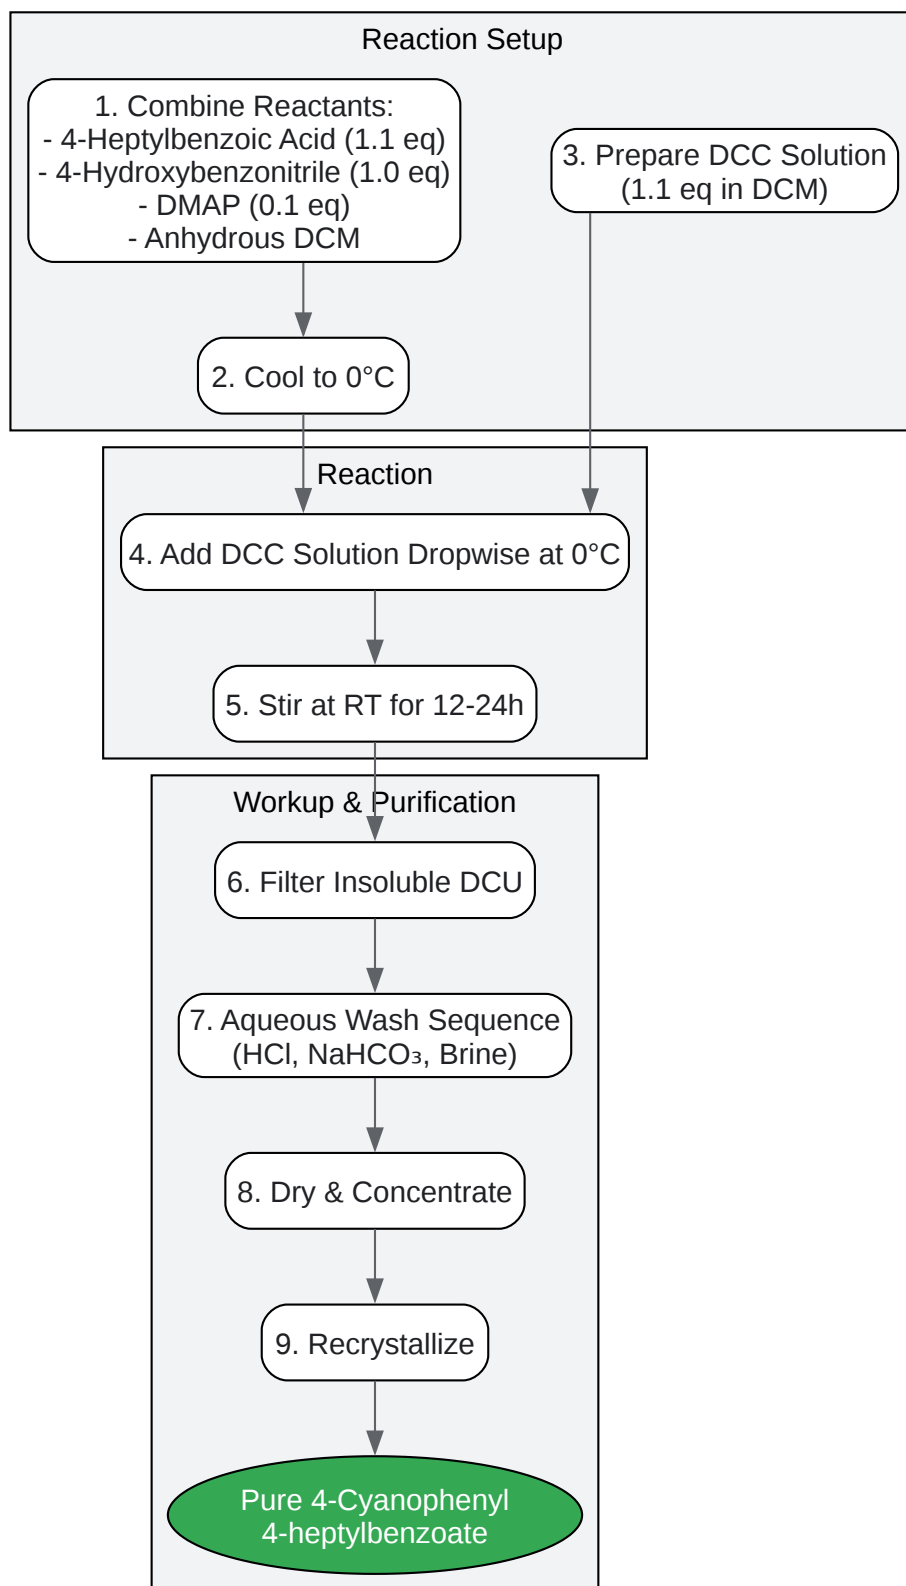 Reaction Setup
1. Combine Reactants:
- 4-Heptylbenzoic Acid (1.1 eq)
- 4-Hydroxybenzonitrile (1.0 eq)
- DMAP (0.1 eq)
- Anhydrous DCM
3. Prepare DCC Solution
(1.1 eq in DCM)
2. Cool to 0°C
Reaction
4. Add DCC Solution Dropwise at 0°C
5. Stir at RT for 12-24h
Workup & Purification
6. Filter Insoluble DCU
7. Aqueous Wash Sequence
(HCl, NaHCO₃, Brine)
8. Dry & Concentrate
9. Recrystallize
Pure 4-Cyanophenyl
4-heptylbenzoate